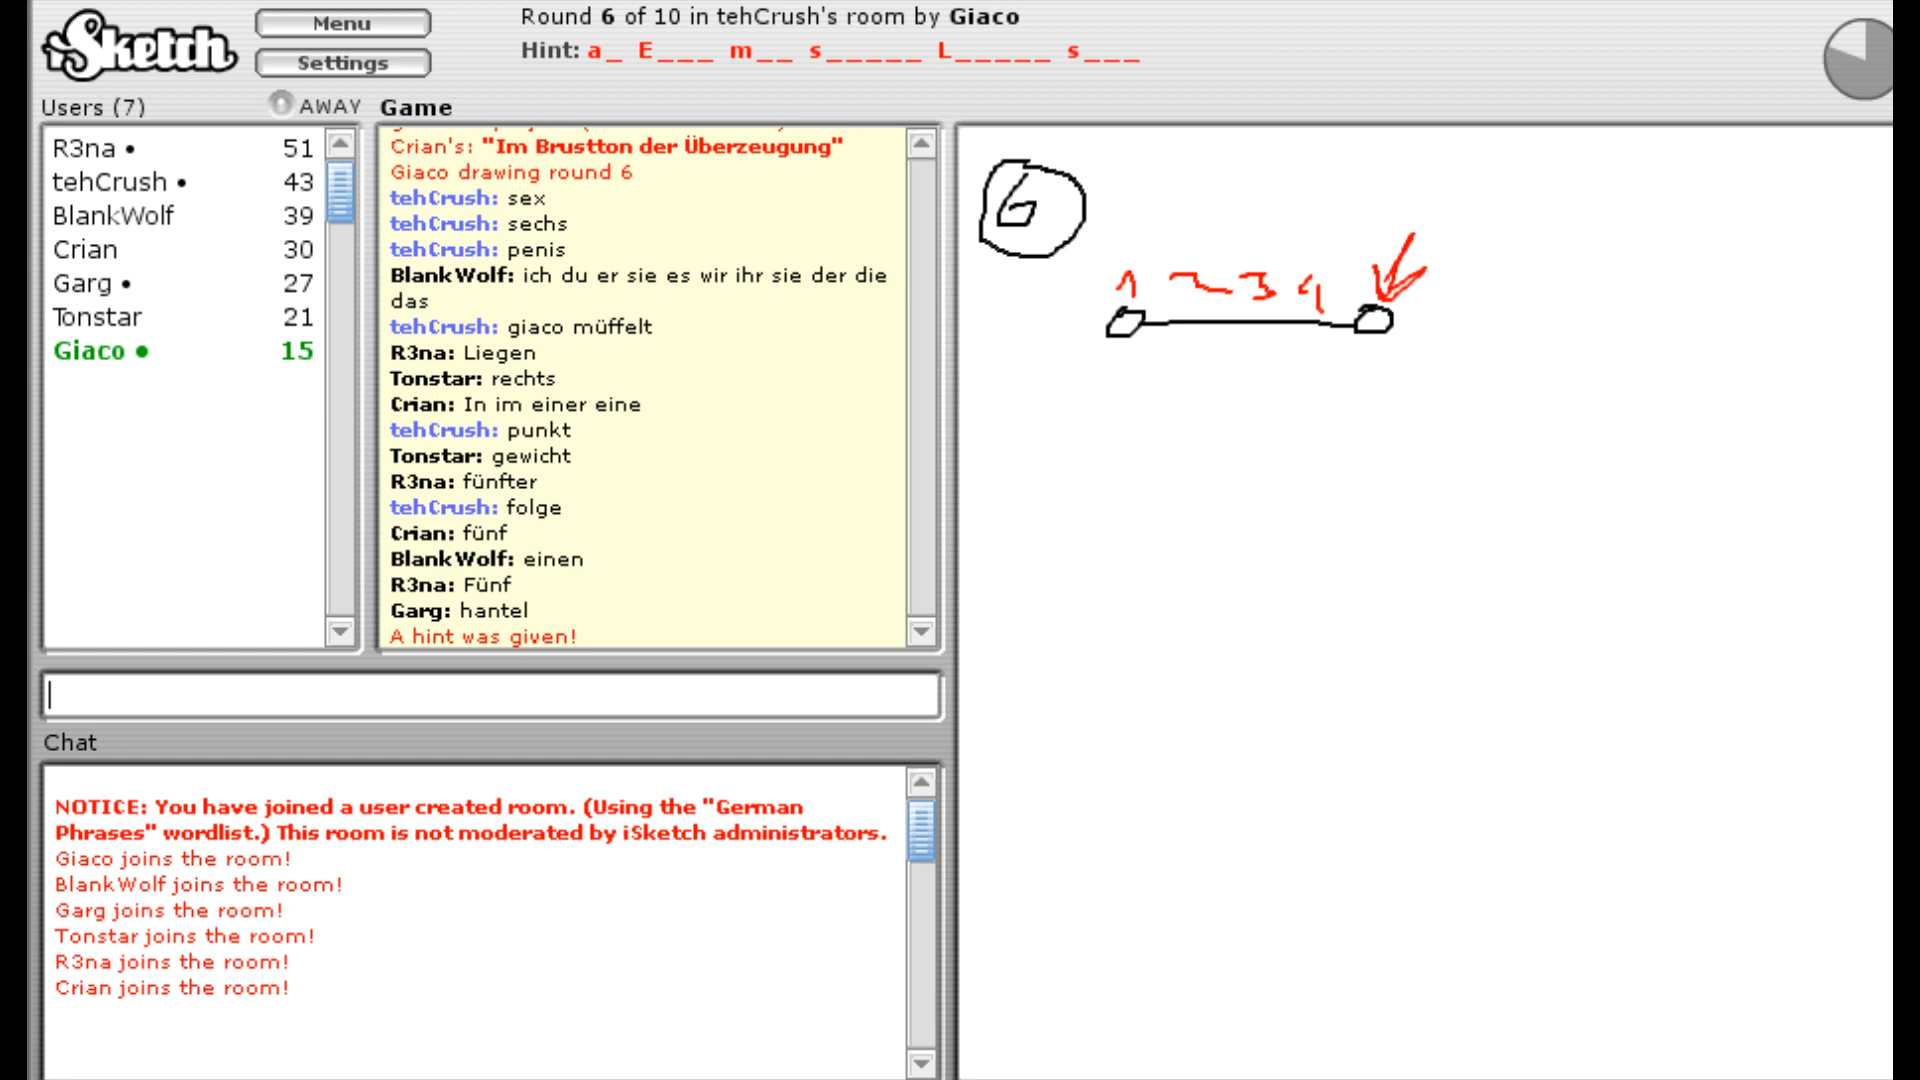 iSketch
Menu
Settings
Round 6 of 10 in tehCrush's room by Giaco
Hint: a_ E___ m__ s_____ L_____ s___
Users (7)
AWAY
R3na • 51
tehCrush • 43
BlankWolf 39
Crian 30
Garg • 27
Tonstar 21
Giaco • 15
Game
Crian's: "Im Brustton der Überzeugung"
Giaco drawing round 6
tehCrush: sex
tehCrush: sechs
tehCrush: penis
BlankWolf: ich du er sie es wir ihr sie der die
das
tehCrush: giaco müffelt
R3na: Liegen
Tonstar: rechts
Crian: In im einer eine
tehCrush: punkt
Tonstar: gewicht
R3na: fünfter
tehCrush: folge
Crian: fünf
BlankWolf: einen
R3na: Fünf
Garg: hantel
A hint was given!
Chat
NOTICE: You have joined a user created room. (Using the "German
Phrases" wordlist.) This room is not moderated by iSketch administrators.
Giaco joins the room!
BlankWolf joins the room!
Garg joins the room!
Tonstar joins the room!
R3na joins the room!
Crian joins the room!
6
1 2 3 4